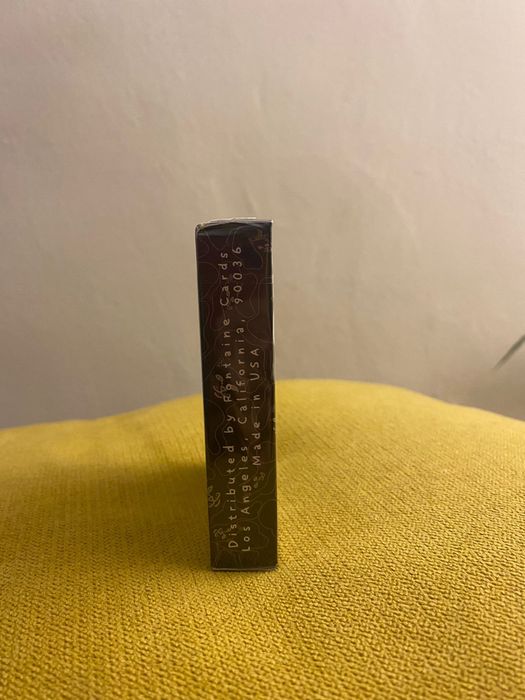 Distributed by Fontaine Cards
Los Angeles, California, 90036
Made in USA